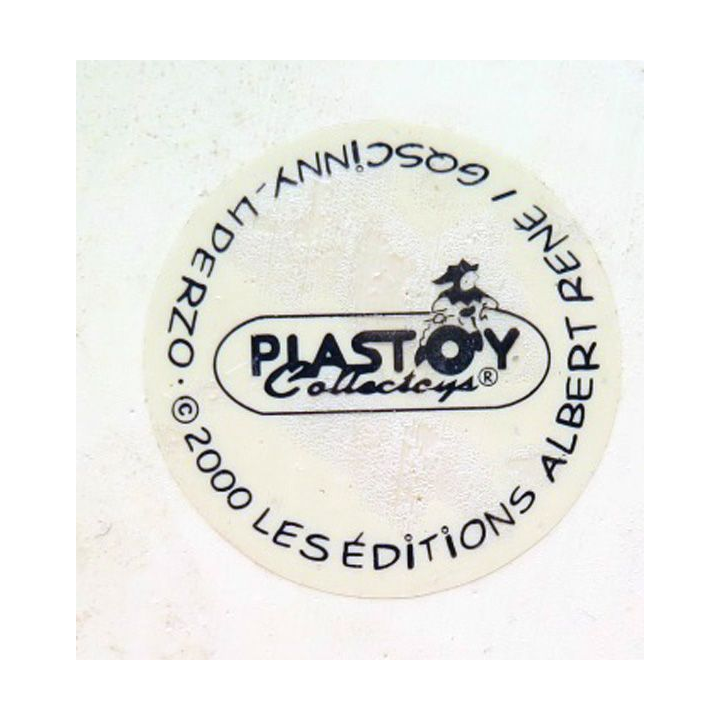 PLASTOY
Collectoys®
©2000 LES ÉDITIONS ALBERT RENÉ / GOSCINNY-UDERZO.